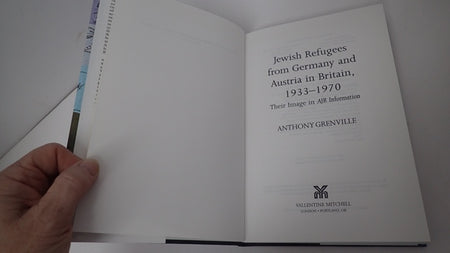 Jewish Refugees
from Germany and
Austria in Britain,
1933–1970
Their Image in AJR Information
ANTHONY GRENVILLE
VALLENTINE MITCHELL
LONDON • PORTLAND, OR